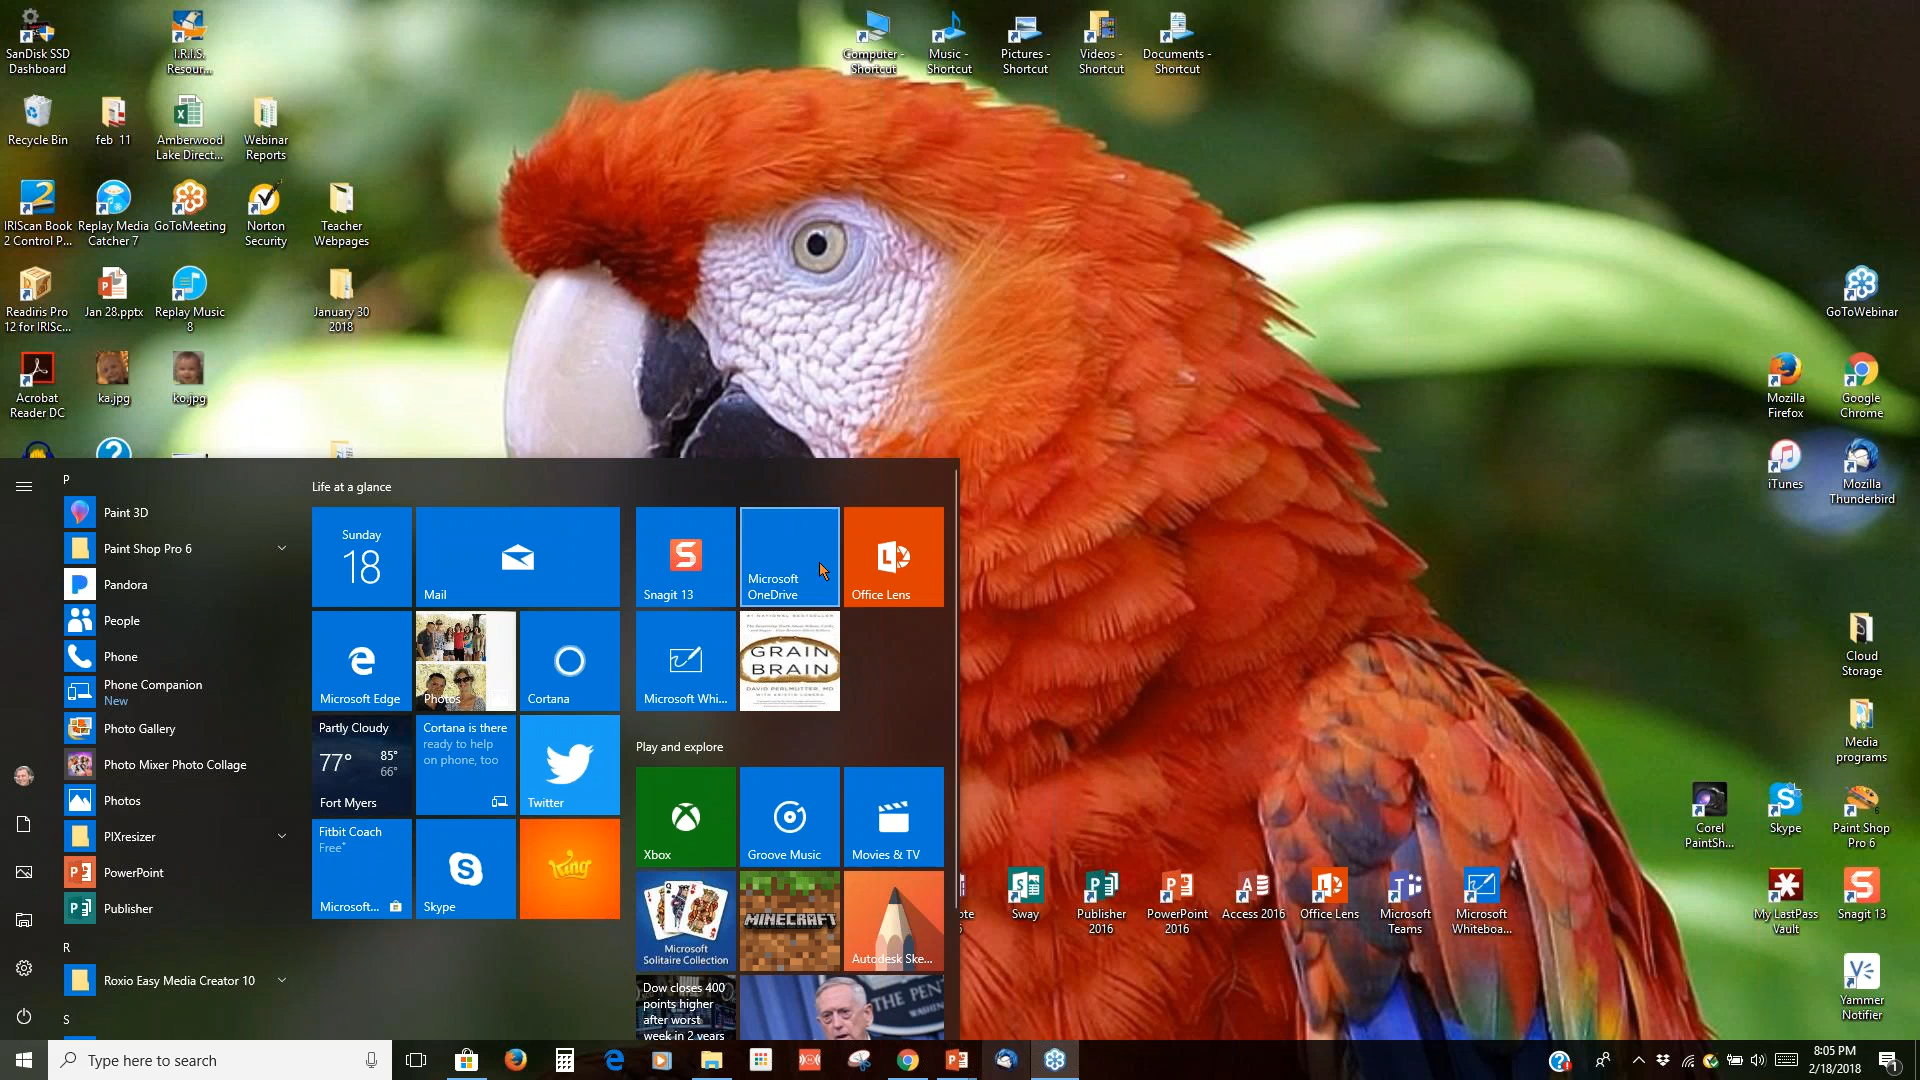 SanDisk SSD
Dashboard
I.R.I.S.
Resour...
Computer -
Shortcut
Music -
Shortcut
Pictures -
Shortcut
Videos -
Shortcut
Documents -
Shortcut
Recycle Bin
feb 11
Amberwood
Lake Direct...
Webinar
Reports
IRIScan Book
2 Control P...
Replay Media
Catcher 7
GoToMeeting
Norton
Security
Teacher
Webpages
Readiris Pro
12 for IRISc...
Jan 28.pptx
Replay Music
8
January 30
2018
GoToWebinar
Acrobat
Reader DC
ka.jpg
ko.jpg
Mozilla
Firefox
Google
Chrome
iTunes
Mozilla
Thunderbird
Cloud
Storage
Media
programs
Corel
PaintSh...
Skype
Paint Shop
Pro 6
Sway
Publisher
2016
PowerPoint
2016
Access 2016
Office Lens
Microsoft
Teams
Microsoft
Whiteboa...
My LastPass
Vault
Snagit 13
Yammer
Notifier
P
Paint 3D
Paint Shop Pro 6
Pandora
People
Phone
Phone Companion
New
Photo Gallery
Photo Mixer Photo Collage
Photos
PIXresizer
PowerPoint
Publisher
R
Roxio Easy Media Creator 10
S
Life at a glance
Sunday
18
Mail
Microsoft Edge
Photos
Cortana
Partly Cloudy
77°
85°
66°
Fort Myers
Cortana is there
ready to help
on phone, too
Twitter
Fitbit Coach
Free*
Microsoft...
Skype
King
Snagit 13
Microsoft
OneDrive
Office Lens
Microsoft Whi...
GRAIN
BRAIN
DAVID PERLMUTTER, MD
Play and explore
Xbox
Groove Music
Movies & TV
Microsoft
Solitaire Collection
MINECRAFT
Autodesk Ske...
Dow closes 400
points higher
after worst
week in 2 years
THE PEN
Type here to search
8:05 PM
2/18/2018
1